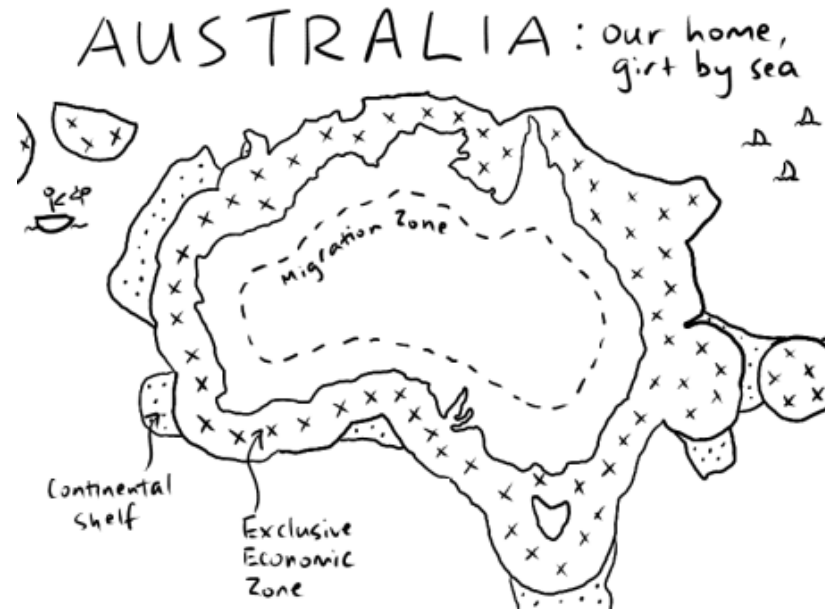 AUSTRALIA: our home,
girt by sea
Migration Zone
Continental
shelf
Exclusive
Economic
Zone